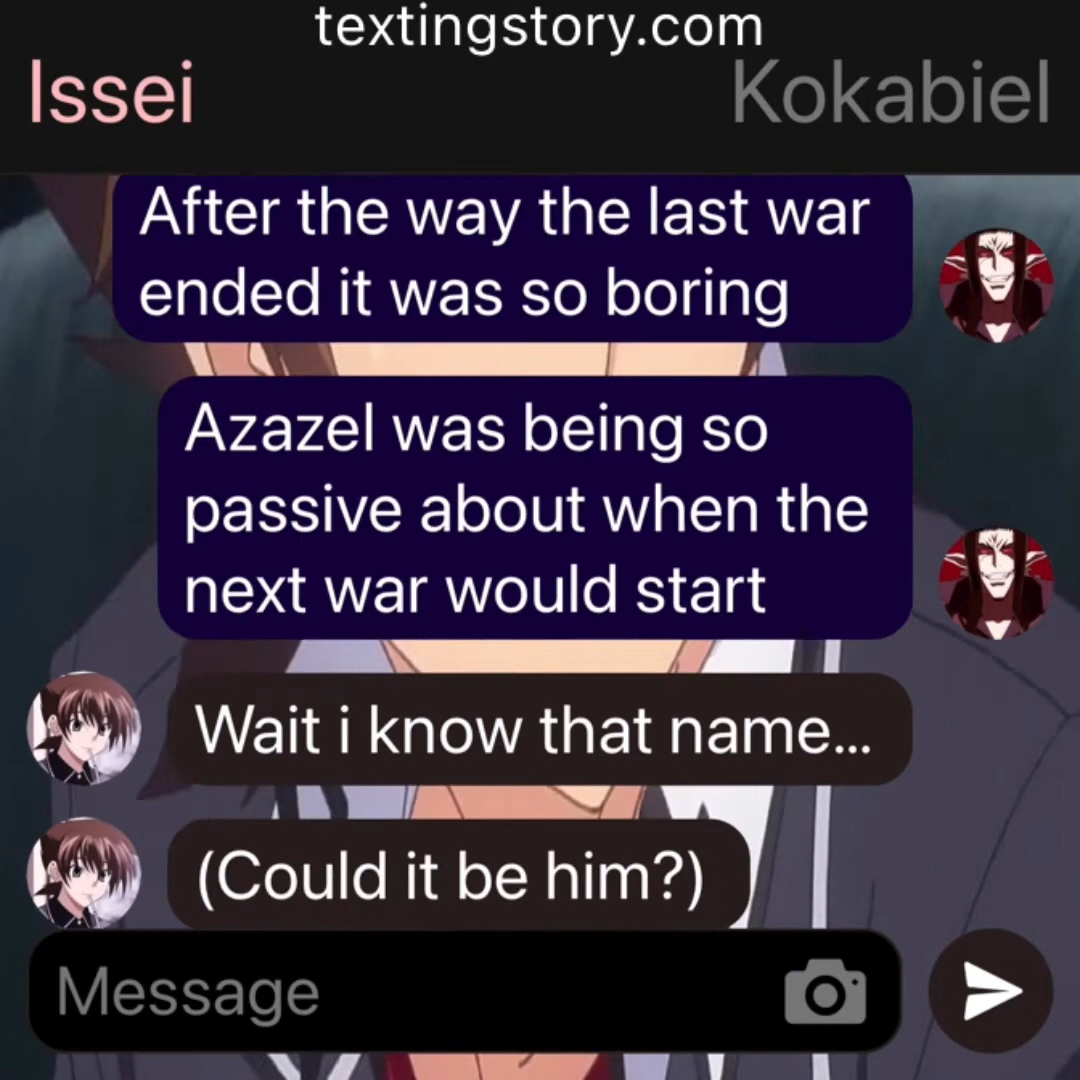 textingstory.com
Issei
Kokabiel
After the way the last war
ended it was so boring
Azazel was being so
passive about when the
next war would start
Wait i know that name...
(Could it be him?)
Message